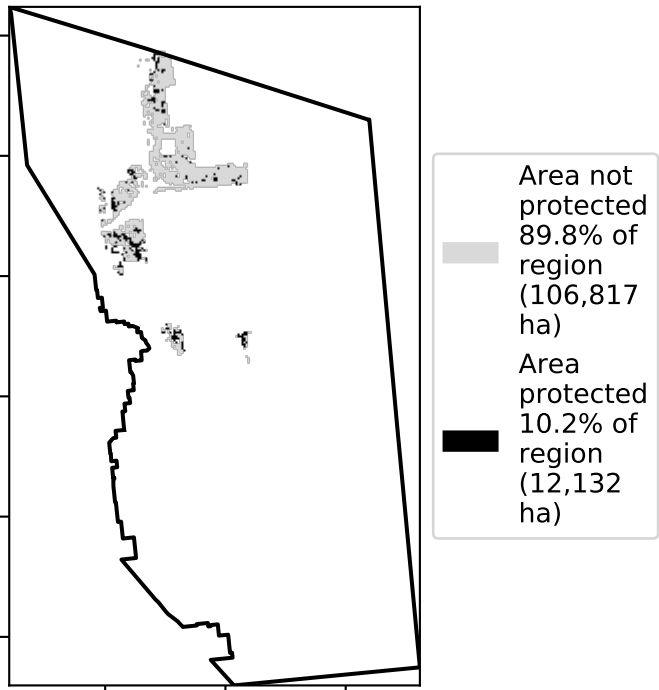 Area not
protected
89.8% of
region
(106,817
ha)
Area
protected
10.2% of
region
(12,132
ha)